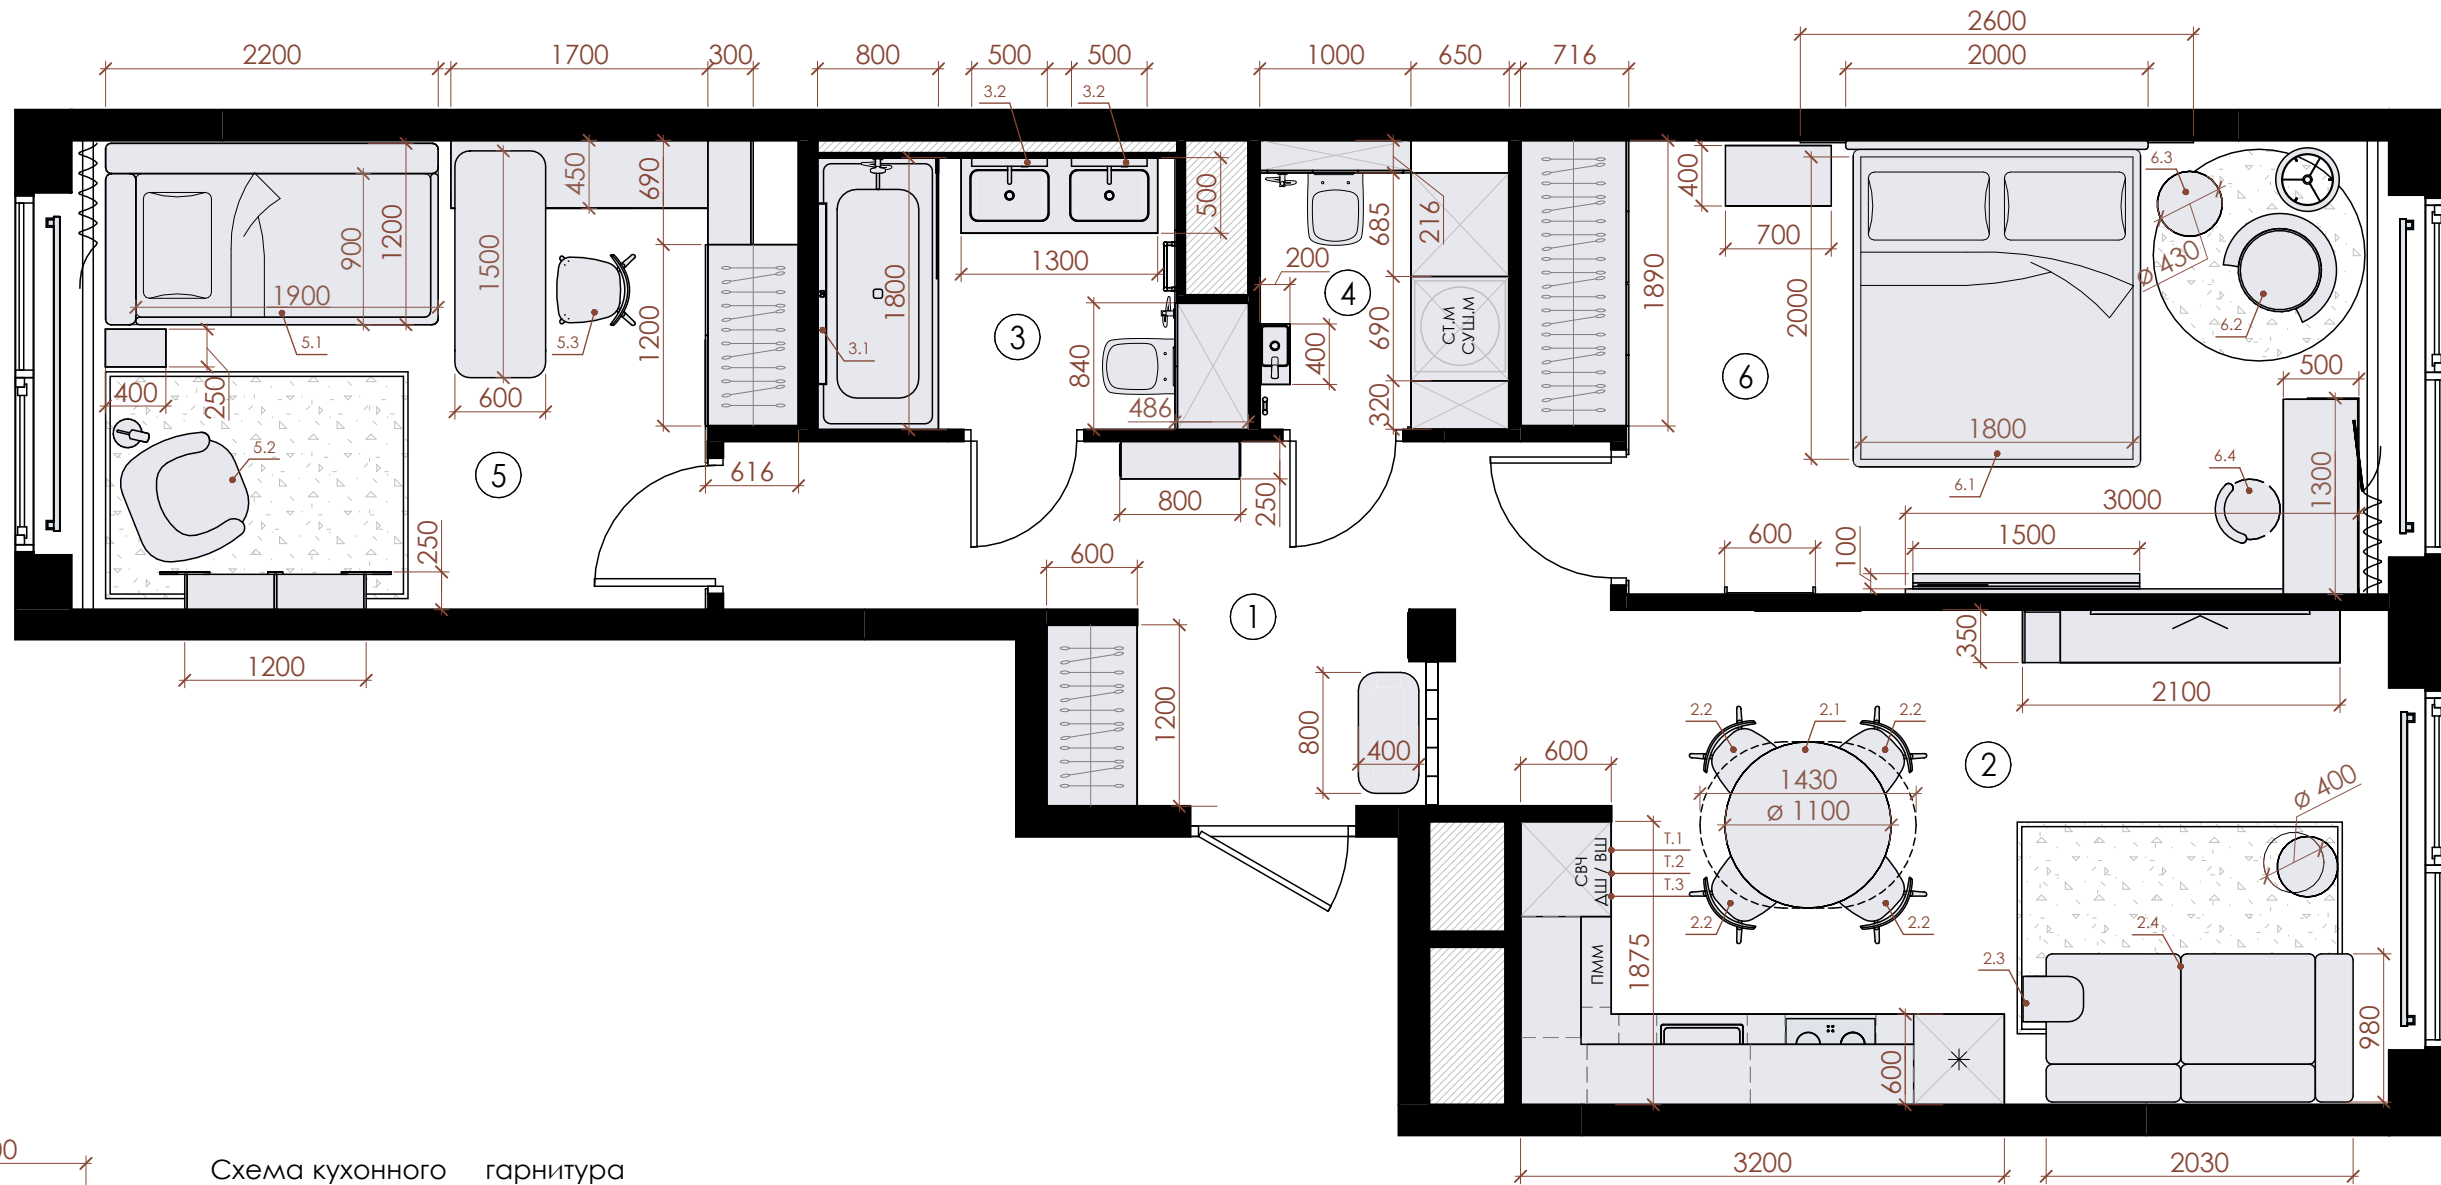 2600
2200 1700 300 800 500 500 1000 650 716 2000
3.2 3.2
450 690 400 6.3
500 685 216
900 1200 1500 700 ø 430
1300 200 4 1890 2000
1900 1800 6.2
5.1 5.3 1200 3 3.1 840 400 690 СТ.М СУШ.М
500
400 250 600 486 320 6
1800
5.2 5 616 800 250 6.4 1300
6.1 3000
250 600 600 100 1500
1
1200 350
1200 800 400 2100
600 2.2 2.1 2.2 2
1430
ø 1100 ø 400
СВЧ
ДШ / ВШ
Т.1
Т.2
Т.3
2.2 2.2 2.4
ПММ 1875 2.3
600 980
00 3200 2030
Схема кухонного гарнитура